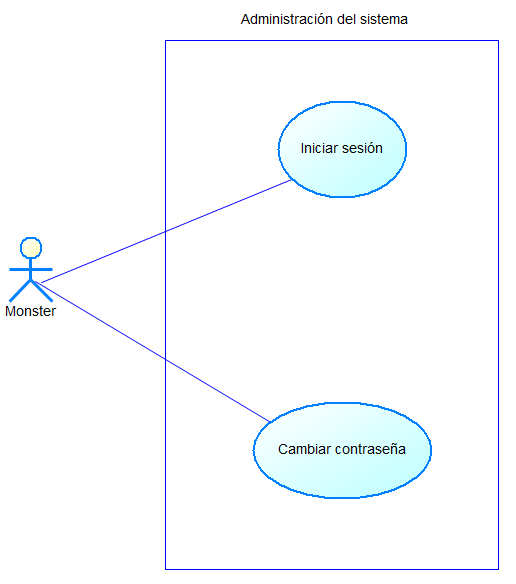 Administración del sistema
Iniciar sesión
Monster
Cambiar contraseña